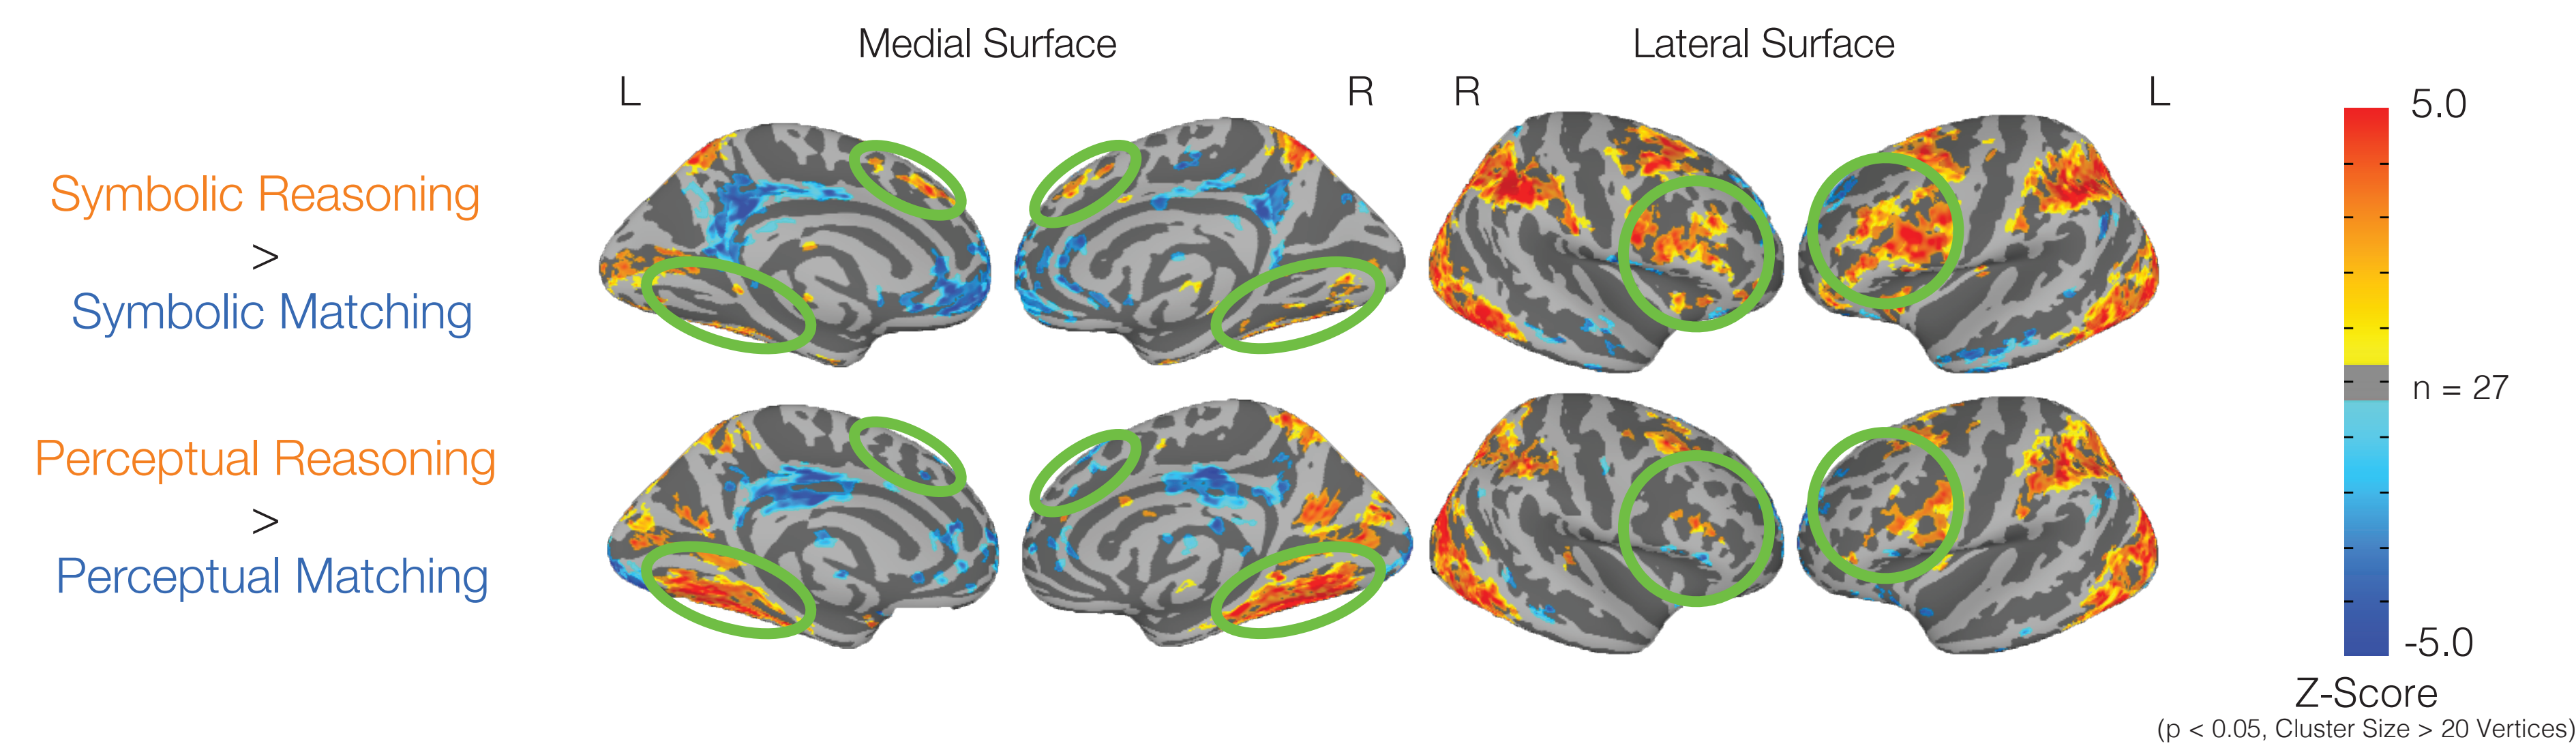 Medial Surface
Lateral Surface
L
R
R
L
Symbolic Reasoning
>
Symbolic Matching
Perceptual Reasoning
>
Perceptual Matching
5.0
n = 27
-5.0
Z-Score
(p < 0.05, Cluster Size > 20 Vertices)